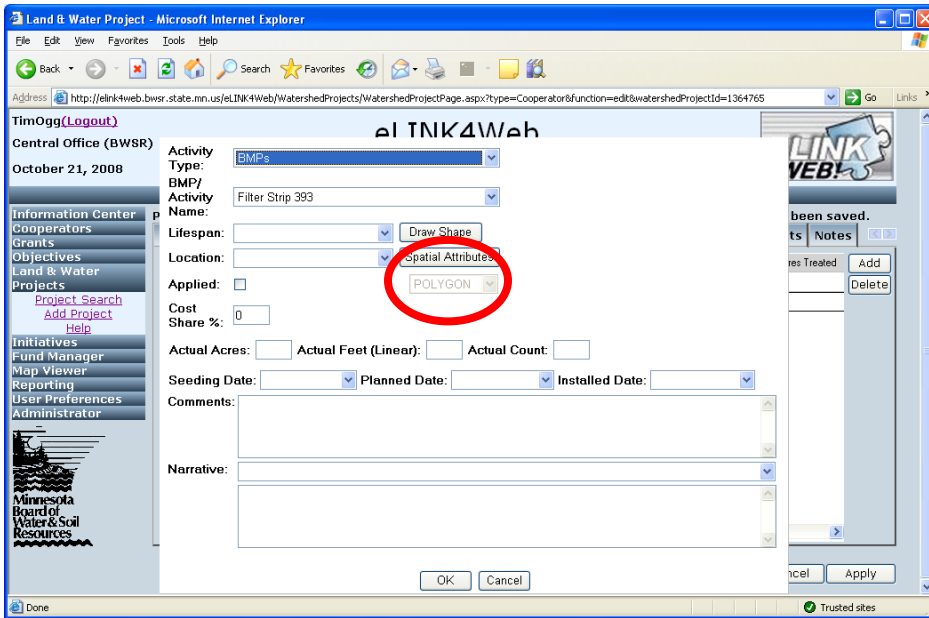 Land & Water Project - Microsoft Internet Explorer
File Edit View Favorites Tools Help
Back Search Favorites
Address http://elink4web.bwsr.state.mn.us/eLINK4Web/WatershedProjects/WatershedProjectPage.aspx?type=Cooperator&function=edit&watershedProjectId=1364765 Go Links
TimOgg(Logout)
eLINK4Web
Central Office (BWSR)
October 21, 2008
LINK
WEB!
Information Center
Cooperators
Grants
Objectives
Land & Water
Projects
Project Search
Add Project
Help
Initiatives
Fund Manager
Map Viewer
Reporting
User Preferences
Administrator
Minnesota
Board of
Water & Soil
Resources
Activity
Type: BMPs
BMP/
Activity
Name: Filter Strip 393
Lifespan: Draw Shape
Location: Spatial Attributes
Applied: POLYGON
Cost
Share %: 0
Actual Acres: Actual Feet (Linear): Actual Count:
Seeding Date: Planned Date: Installed Date:
Comments:
Narrative:
OK Cancel
been saved.
ts Notes
res Treated Add
Delete
ncel Apply
Done Trusted sites